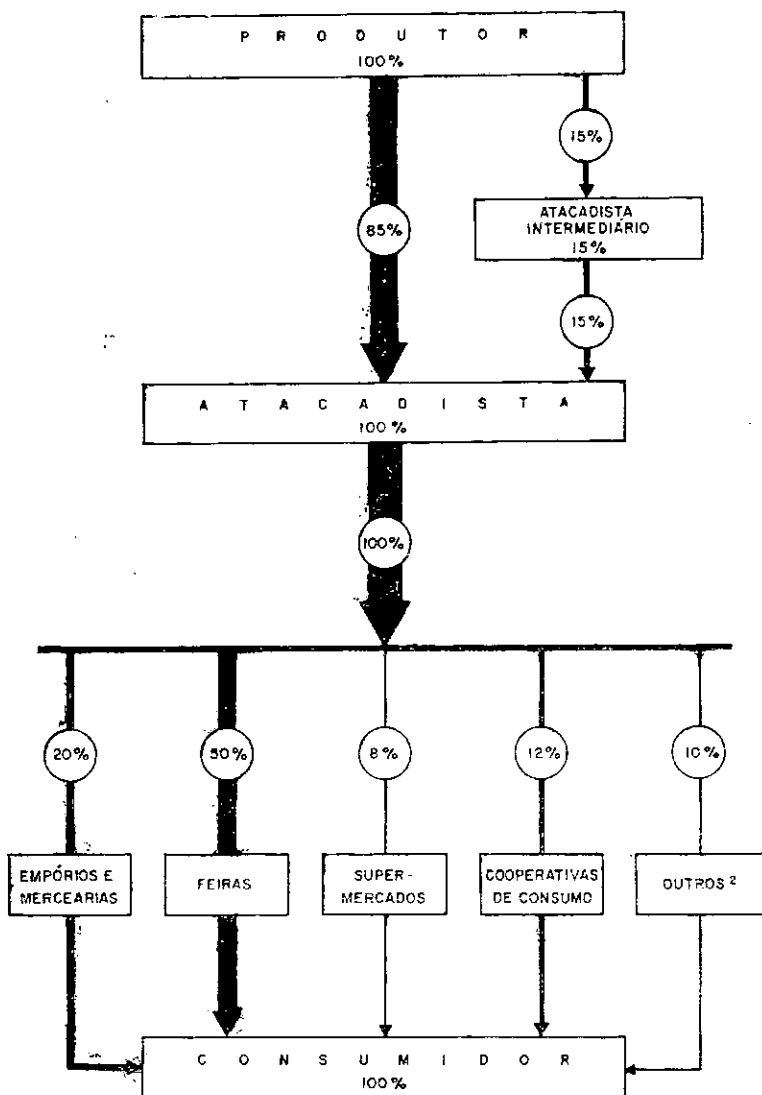 PRODUTOR
100%
15%
85%
ATACADISTA
INTERMEDIÁRIO
15%
15%
ATACADISTA
100%
100%
20%
50%
8%
12%
10%
EMPÓRIOS E
MERCEARIAS
FEIRAS
SUPER-
MERCADOS
COOPERATIVAS
DE CONSUMO
OUTROS ²
CONSUMIDOR
100%